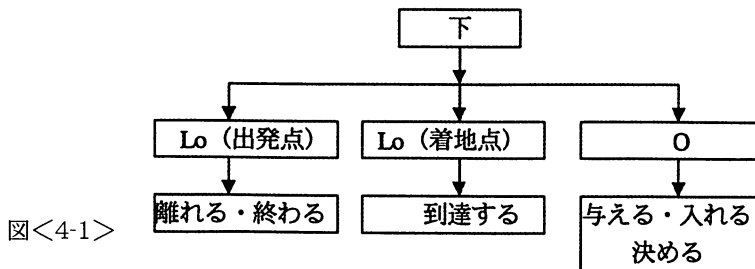 下
Lo（出発点）
Lo（着地点）
O
離れる・終わる
到達する
与える・入れる
決める
図<4-1>